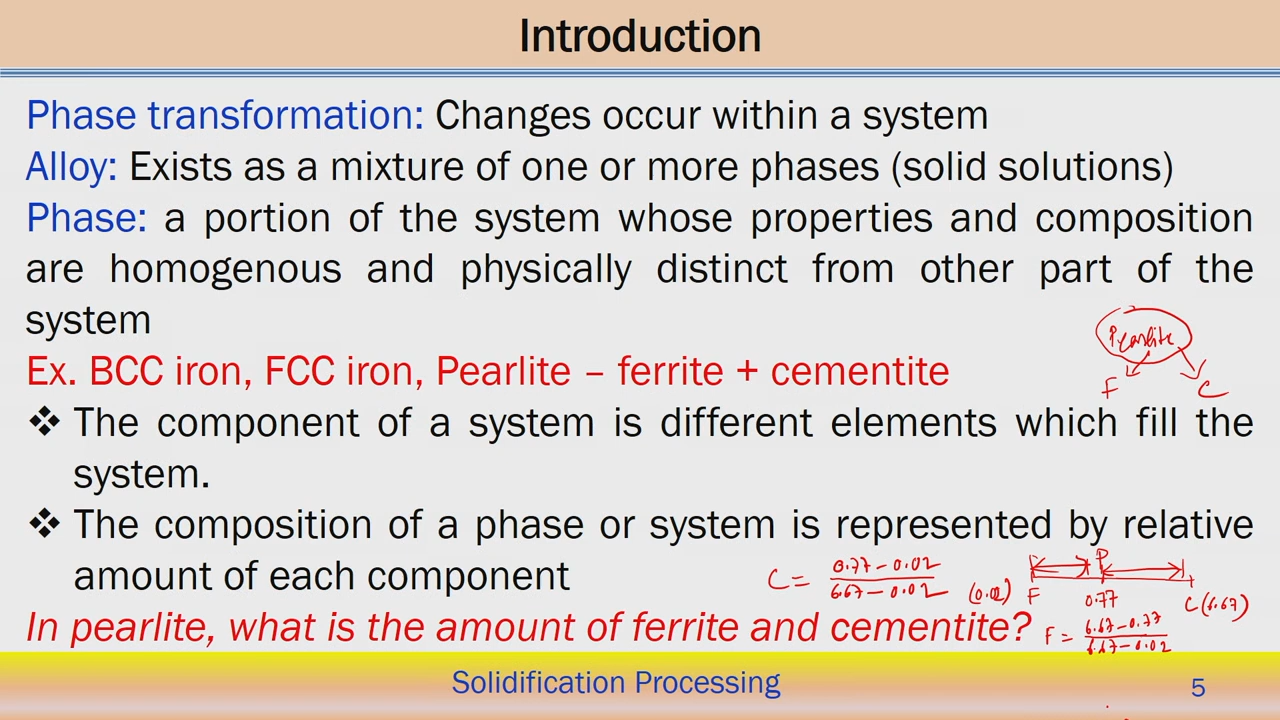 Introduction
Phase transformation: Changes occur within a system
Alloy: Exists as a mixture of one or more phases (solid solutions)
Phase: a portion of the system whose properties and composition
are homogenous and physically distinct from other part of the
system
Pearlite
Ex. BCC iron, FCC iron, Pearlite – ferrite + cementite
F C
❖ The component of a system is different elements which fill the
system.
❖ The composition of a phase or system is represented by relative
amount of each component
C = 0.77 - 0.02
6.67 - 0.02
P
(0.02) F 0.77 C (6.67)
In pearlite, what is the amount of ferrite and cementite?
F = 6.67 - 0.77
6.67 - 0.02
Solidification Processing
5